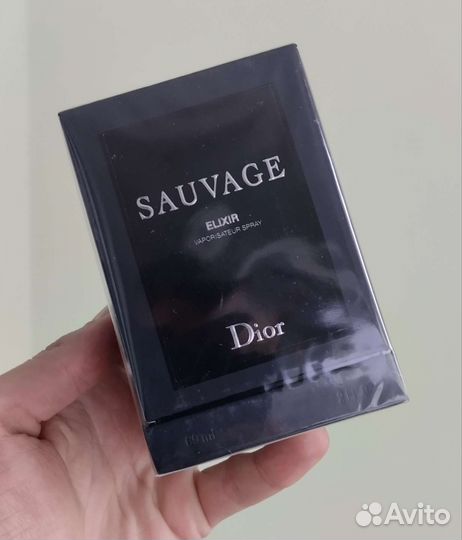 SAUVAGE
ELIXIR
VAPORISATEUR SPRAY
Dior
Avito